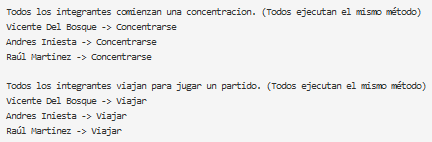 Todos los integrantes comienzan una concentracion. (Todos ejecutan el mismo método)
Vicente Del Bosque -> Concentrarse
Andres Iniesta -> Concentrarse
Raúl Martinez -> Concentrarse
Todos los integrantes viajan para jugar un partido. (Todos ejecutan el mismo método)
Vicente Del Bosque -> Viajar
Andres Iniesta -> Viajar
Raúl Martinez -> Viajar